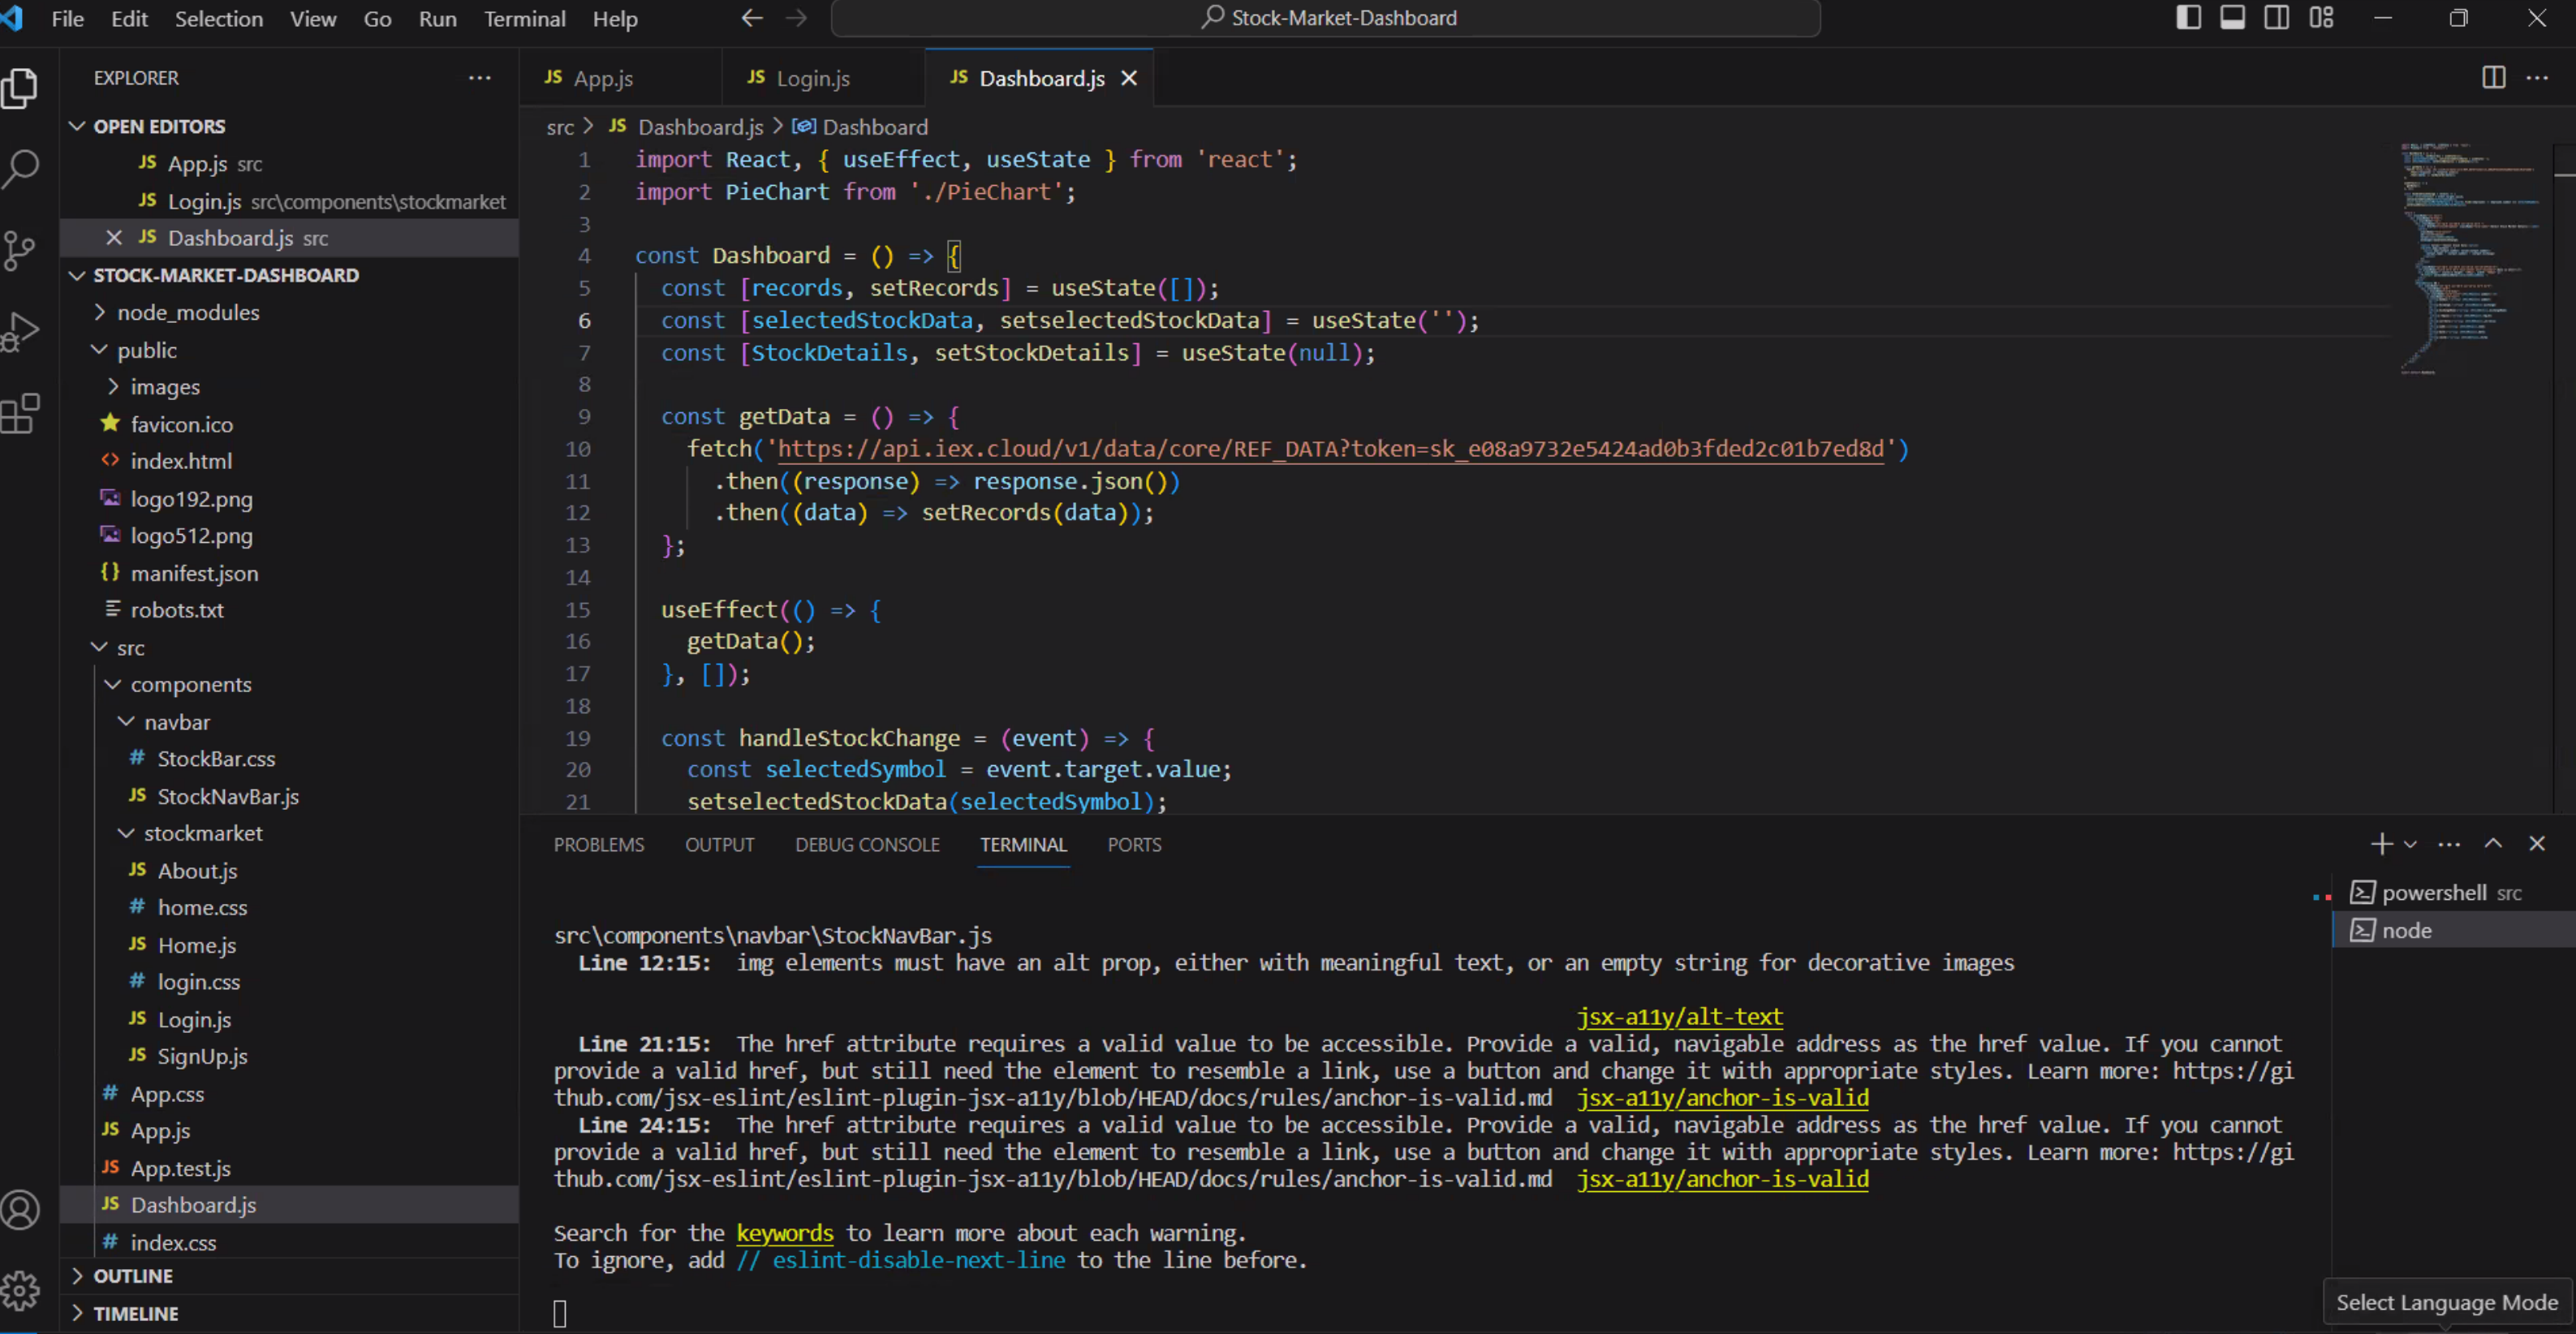 File Edit Selection View Go Run Terminal Help
Stock-Market-Dashboard
EXPLORER
OPEN EDITORS
JS App.js src
JS Login.js src\components\stockmarket
JS Dashboard.js src
STOCK-MARKET-DASHBOARD
node_modules
public
images
favicon.ico
index.html
logo192.png
logo512.png
{} manifest.json
robots.txt
src
components
navbar
# StockBar.css
JS StockNavBar.js
stockmarket
JS About.js
# home.css
JS Home.js
# login.css
JS Login.js
JS SignUp.js
# App.css
JS App.js
JS App.test.js
JS Dashboard.js
# index.css
OUTLINE
TIMELINE
JS App.js JS Login.js JS Dashboard.js
src > JS Dashboard.js > Dashboard
1 import React, { useEffect, useState } from 'react';
2 import PieChart from './PieChart';
3
4 const Dashboard = () => {
5 const [records, setRecords] = useState([]);
6 const [selectedStockData, setselectedStockData] = useState('');
7 const [StockDetails, setStockDetails] = useState(null);
8
9 const getData = () => {
10 fetch('https://api.iex.cloud/v1/data/core/REF_DATA?token=sk_e08a9732e5424ad0b3fded2c01b7ed8d')
11 .then((response) => response.json())
12 .then((data) => setRecords(data));
13 };
14
15 useEffect(() => {
16 getData();
17 }, []);
18
19 const handleStockChange = (event) => {
20 const selectedSymbol = event.target.value;
21 setselectedStockData(selectedSymbol);
PROBLEMS OUTPUT DEBUG CONSOLE TERMINAL PORTS
src\components\navbar\StockNavBar.js
Line 12:15: img elements must have an alt prop, either with meaningful text, or an empty string for decorative images
jsx-a11y/alt-text
Line 21:15: The href attribute requires a valid value to be accessible. Provide a valid, navigable address as the href value. If you cannot
provide a valid href, but still need the element to resemble a link, use a button and change it with appropriate styles. Learn more: https://gi
thub.com/jsx-eslint/eslint-plugin-jsx-a11y/blob/HEAD/docs/rules/anchor-is-valid.md jsx-a11y/anchor-is-valid
Line 24:15: The href attribute requires a valid value to be accessible. Provide a valid, navigable address as the href value. If you cannot
provide a valid href, but still need the element to resemble a link, use a button and change it with appropriate styles. Learn more: https://gi
thub.com/jsx-eslint/eslint-plugin-jsx-a11y/blob/HEAD/docs/rules/anchor-is-valid.md jsx-a11y/anchor-is-valid
Search for the keywords to learn more about each warning.
To ignore, add // eslint-disable-next-line to the line before.
powershell src
node
Select Language Mode